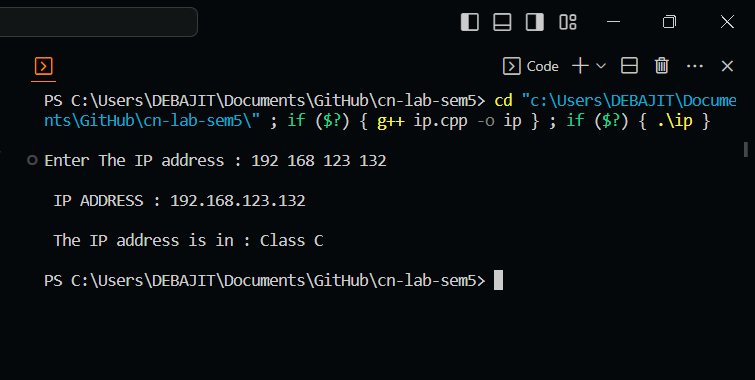 Code
PS C:\Users\DEBAJIT\Documents\GitHub\cn-lab-sem5> cd "c:\Users\DEBAJIT\Docume
nts\GitHub\cn-lab-sem5\" ; if ($?) { g++ ip.cpp -o ip } ; if ($?) { .\ip }
Enter The IP address : 192 168 123 132
IP ADDRESS : 192.168.123.132
The IP address is in : Class C
PS C:\Users\DEBAJIT\Documents\GitHub\cn-lab-sem5>